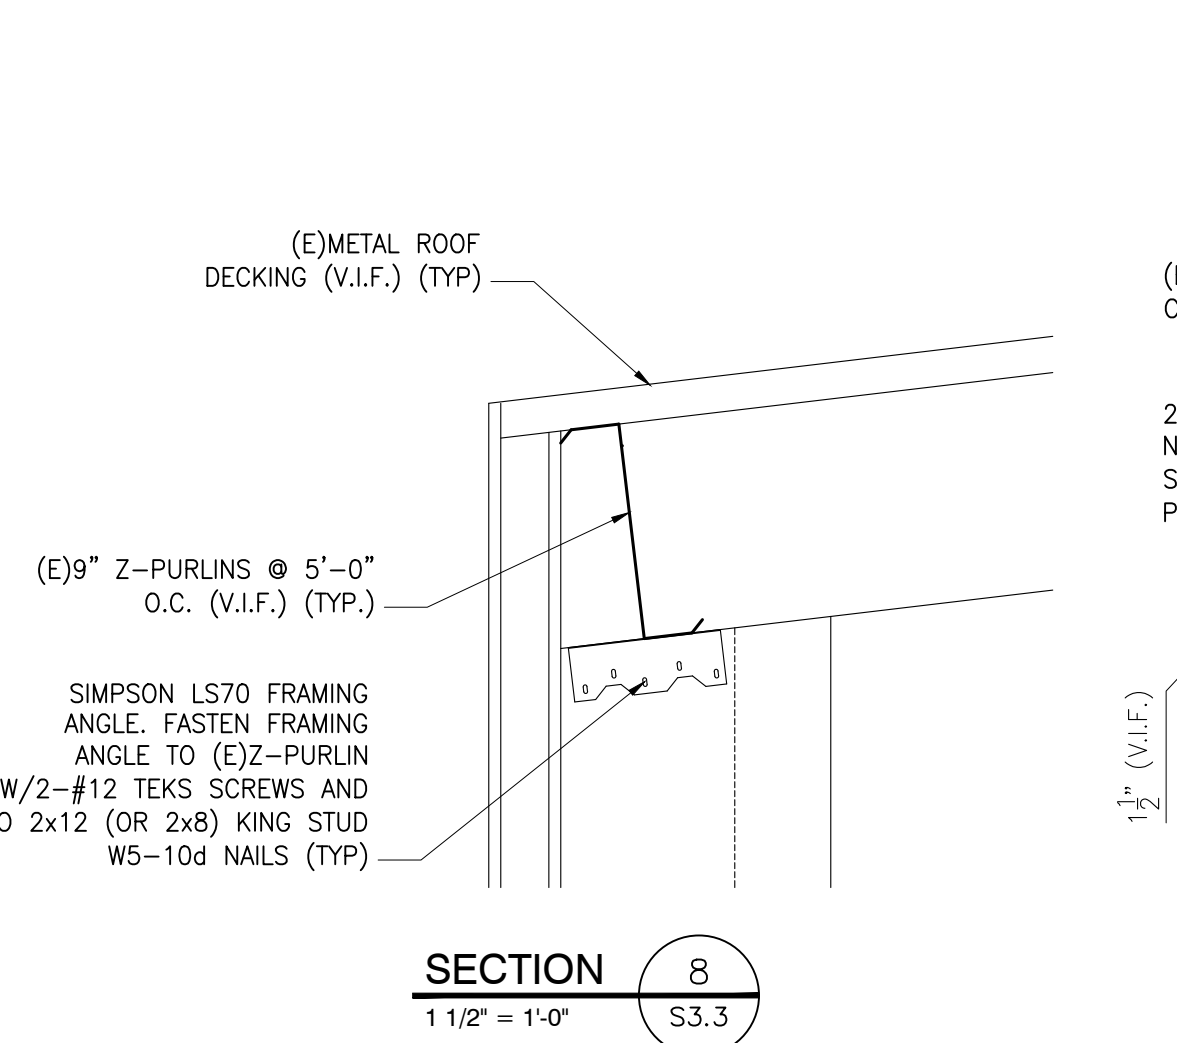 (E)METAL ROOF
DECKING (V.I.F.) (TYP)
(E)9” Z–PURLINS @ 5’–0”
O.C. (V.I.F.) (TYP.)
SIMPSON LS70 FRAMING
ANGLE. FASTEN FRAMING
ANGLE TO (E)Z–PURLIN
W/2–#12 TEKS SCREWS AND
2x12 (OR 2x8) KING STUD
W5–10d NAILS (TYP)
1 1/2” (V.I.F.)
SECTION
1 1/2" = 1'-0"
8
S3.3